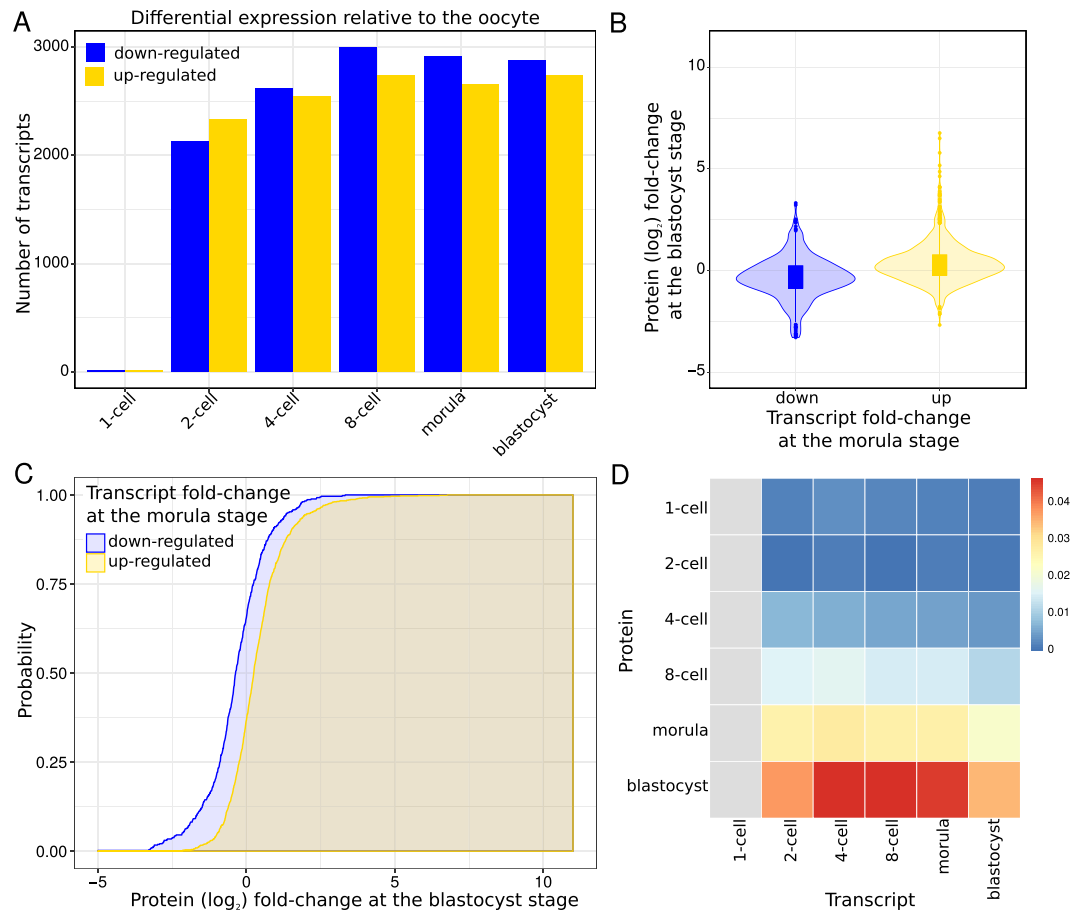 A
Differential expression relative to the oocyte
down-regulated
up-regulated
Number of transcripts
3000
2000
1000
0
1-cell
2-cell
4-cell
8-cell
morula
blastocyst
B
Protein (log₂) fold-change
at the blastocyst stage
10
5
0
−5
down
up
Transcript fold-change
at the morula stage
C
Transcript fold-change
at the morula stage
down-regulated
up-regulated
Probability
1.00
0.75
0.50
0.25
0.00
−5
0
5
10
Protein (log₂) fold-change at the blastocyst stage
D
Protein
1-cell
2-cell
4-cell
8-cell
morula
blastocyst
1-cell
2-cell
4-cell
8-cell
morula
blastocyst
Transcript
0.04
0.03
0.02
0.01
0